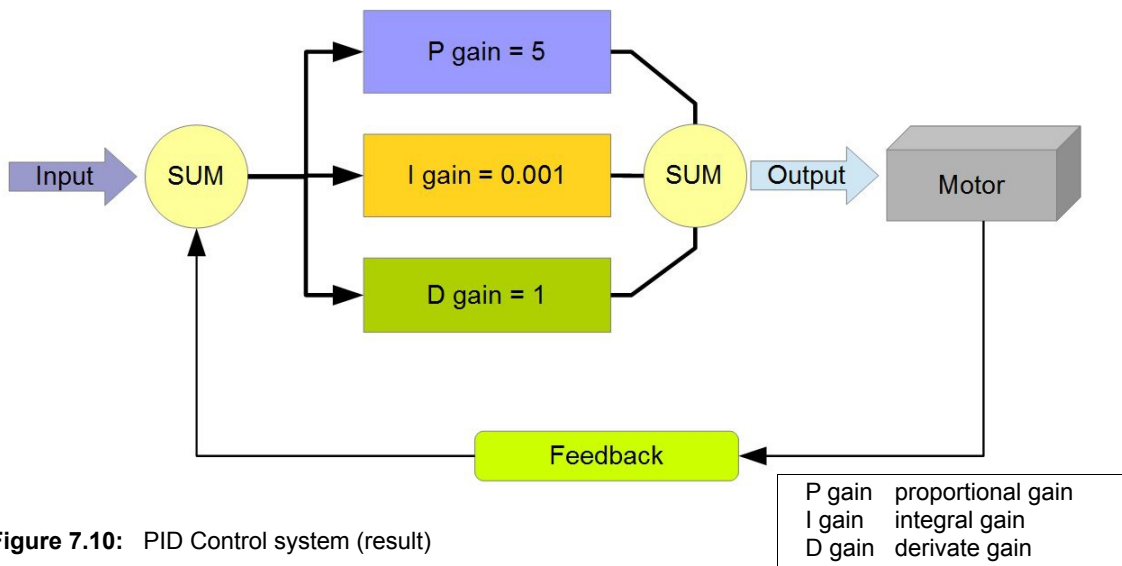 P gain = 5
Input
SUM
I gain = 0.001
SUM
Output
Motor
D gain = 1
Feedback
P gain proportional gain
I gain integral gain
D gain derivate gain
Figure 7.10: PID Control system (result)